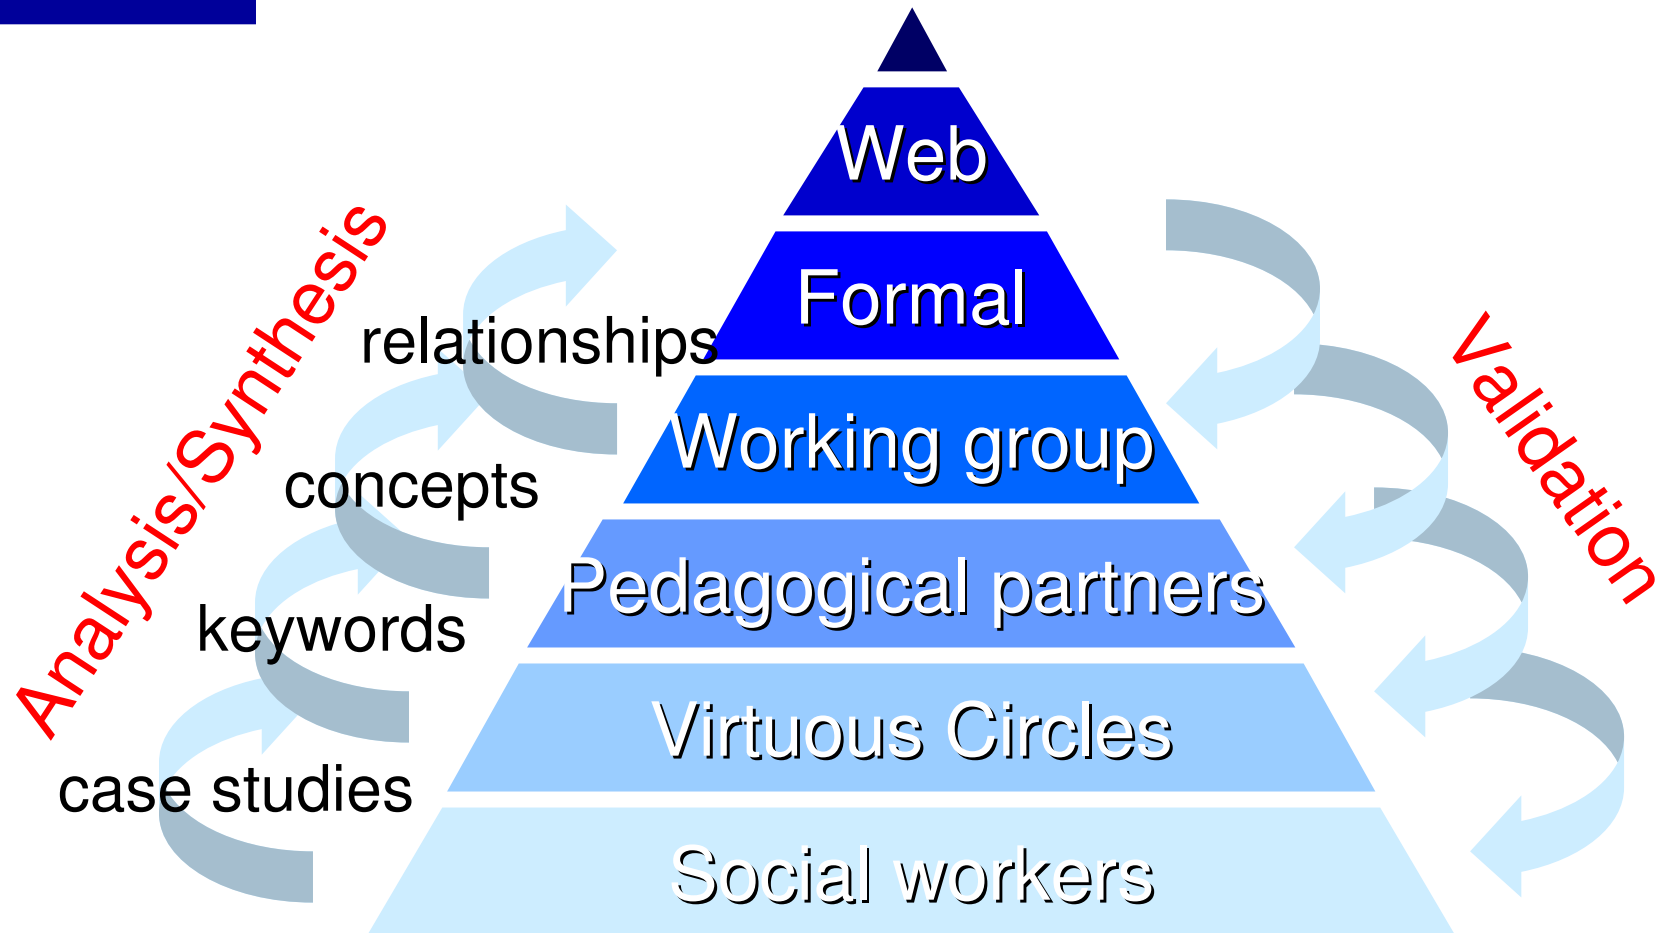 Web
Formal
Working group
Pedagogical partners
Virtuous Circles
Social workers
Analysis/Synthesis
relationships
concepts
keywords
case studies
Validation